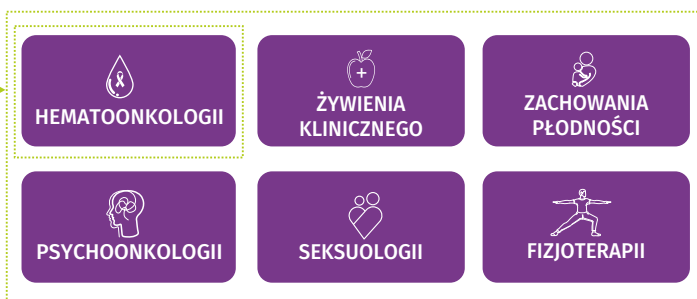 HEMATOONKOLOGII
ŻYWIENIA
KLINICZNEGO
ZACHOWANIA
PŁODNOŚCI
PSYCHOONKOLOGII
SEKSUOLOGII
FIZJOTERAPII